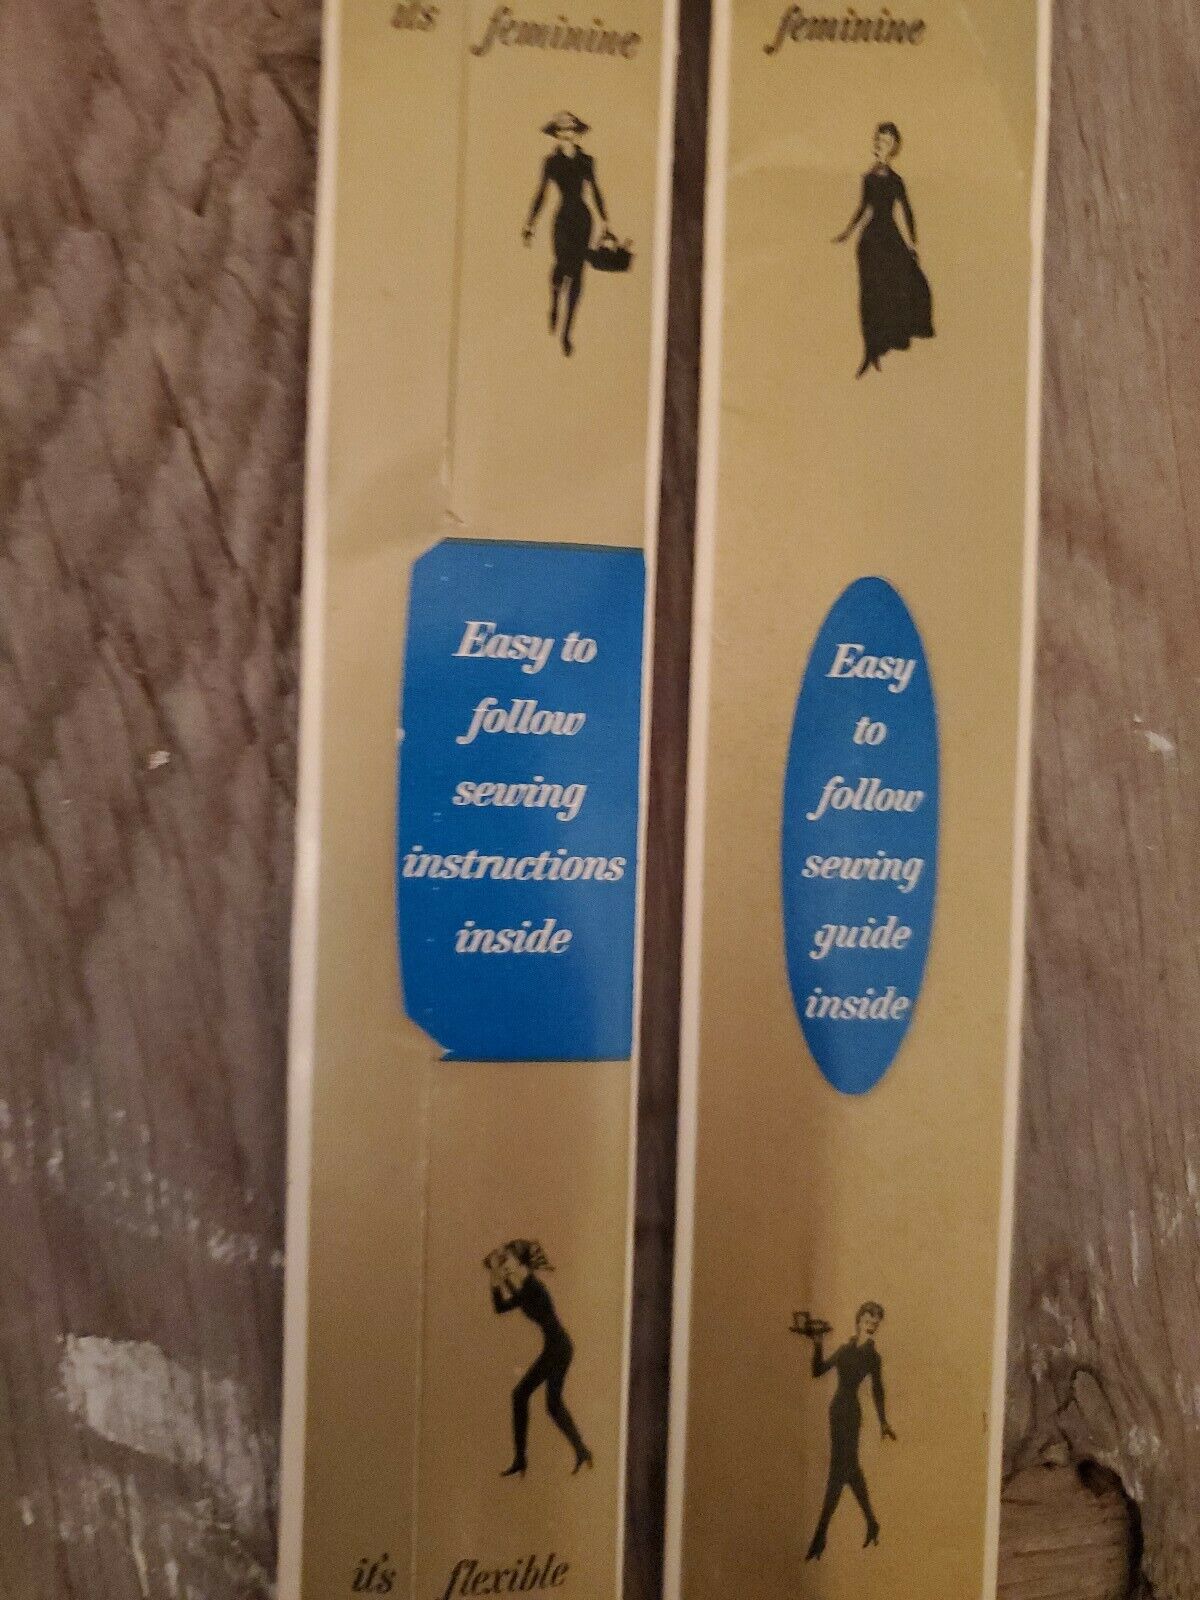 its feminine
Easy to
follow
sewing
instructions
inside
it's flexible
feminine
Easy
to
follow
sewing
guide
inside